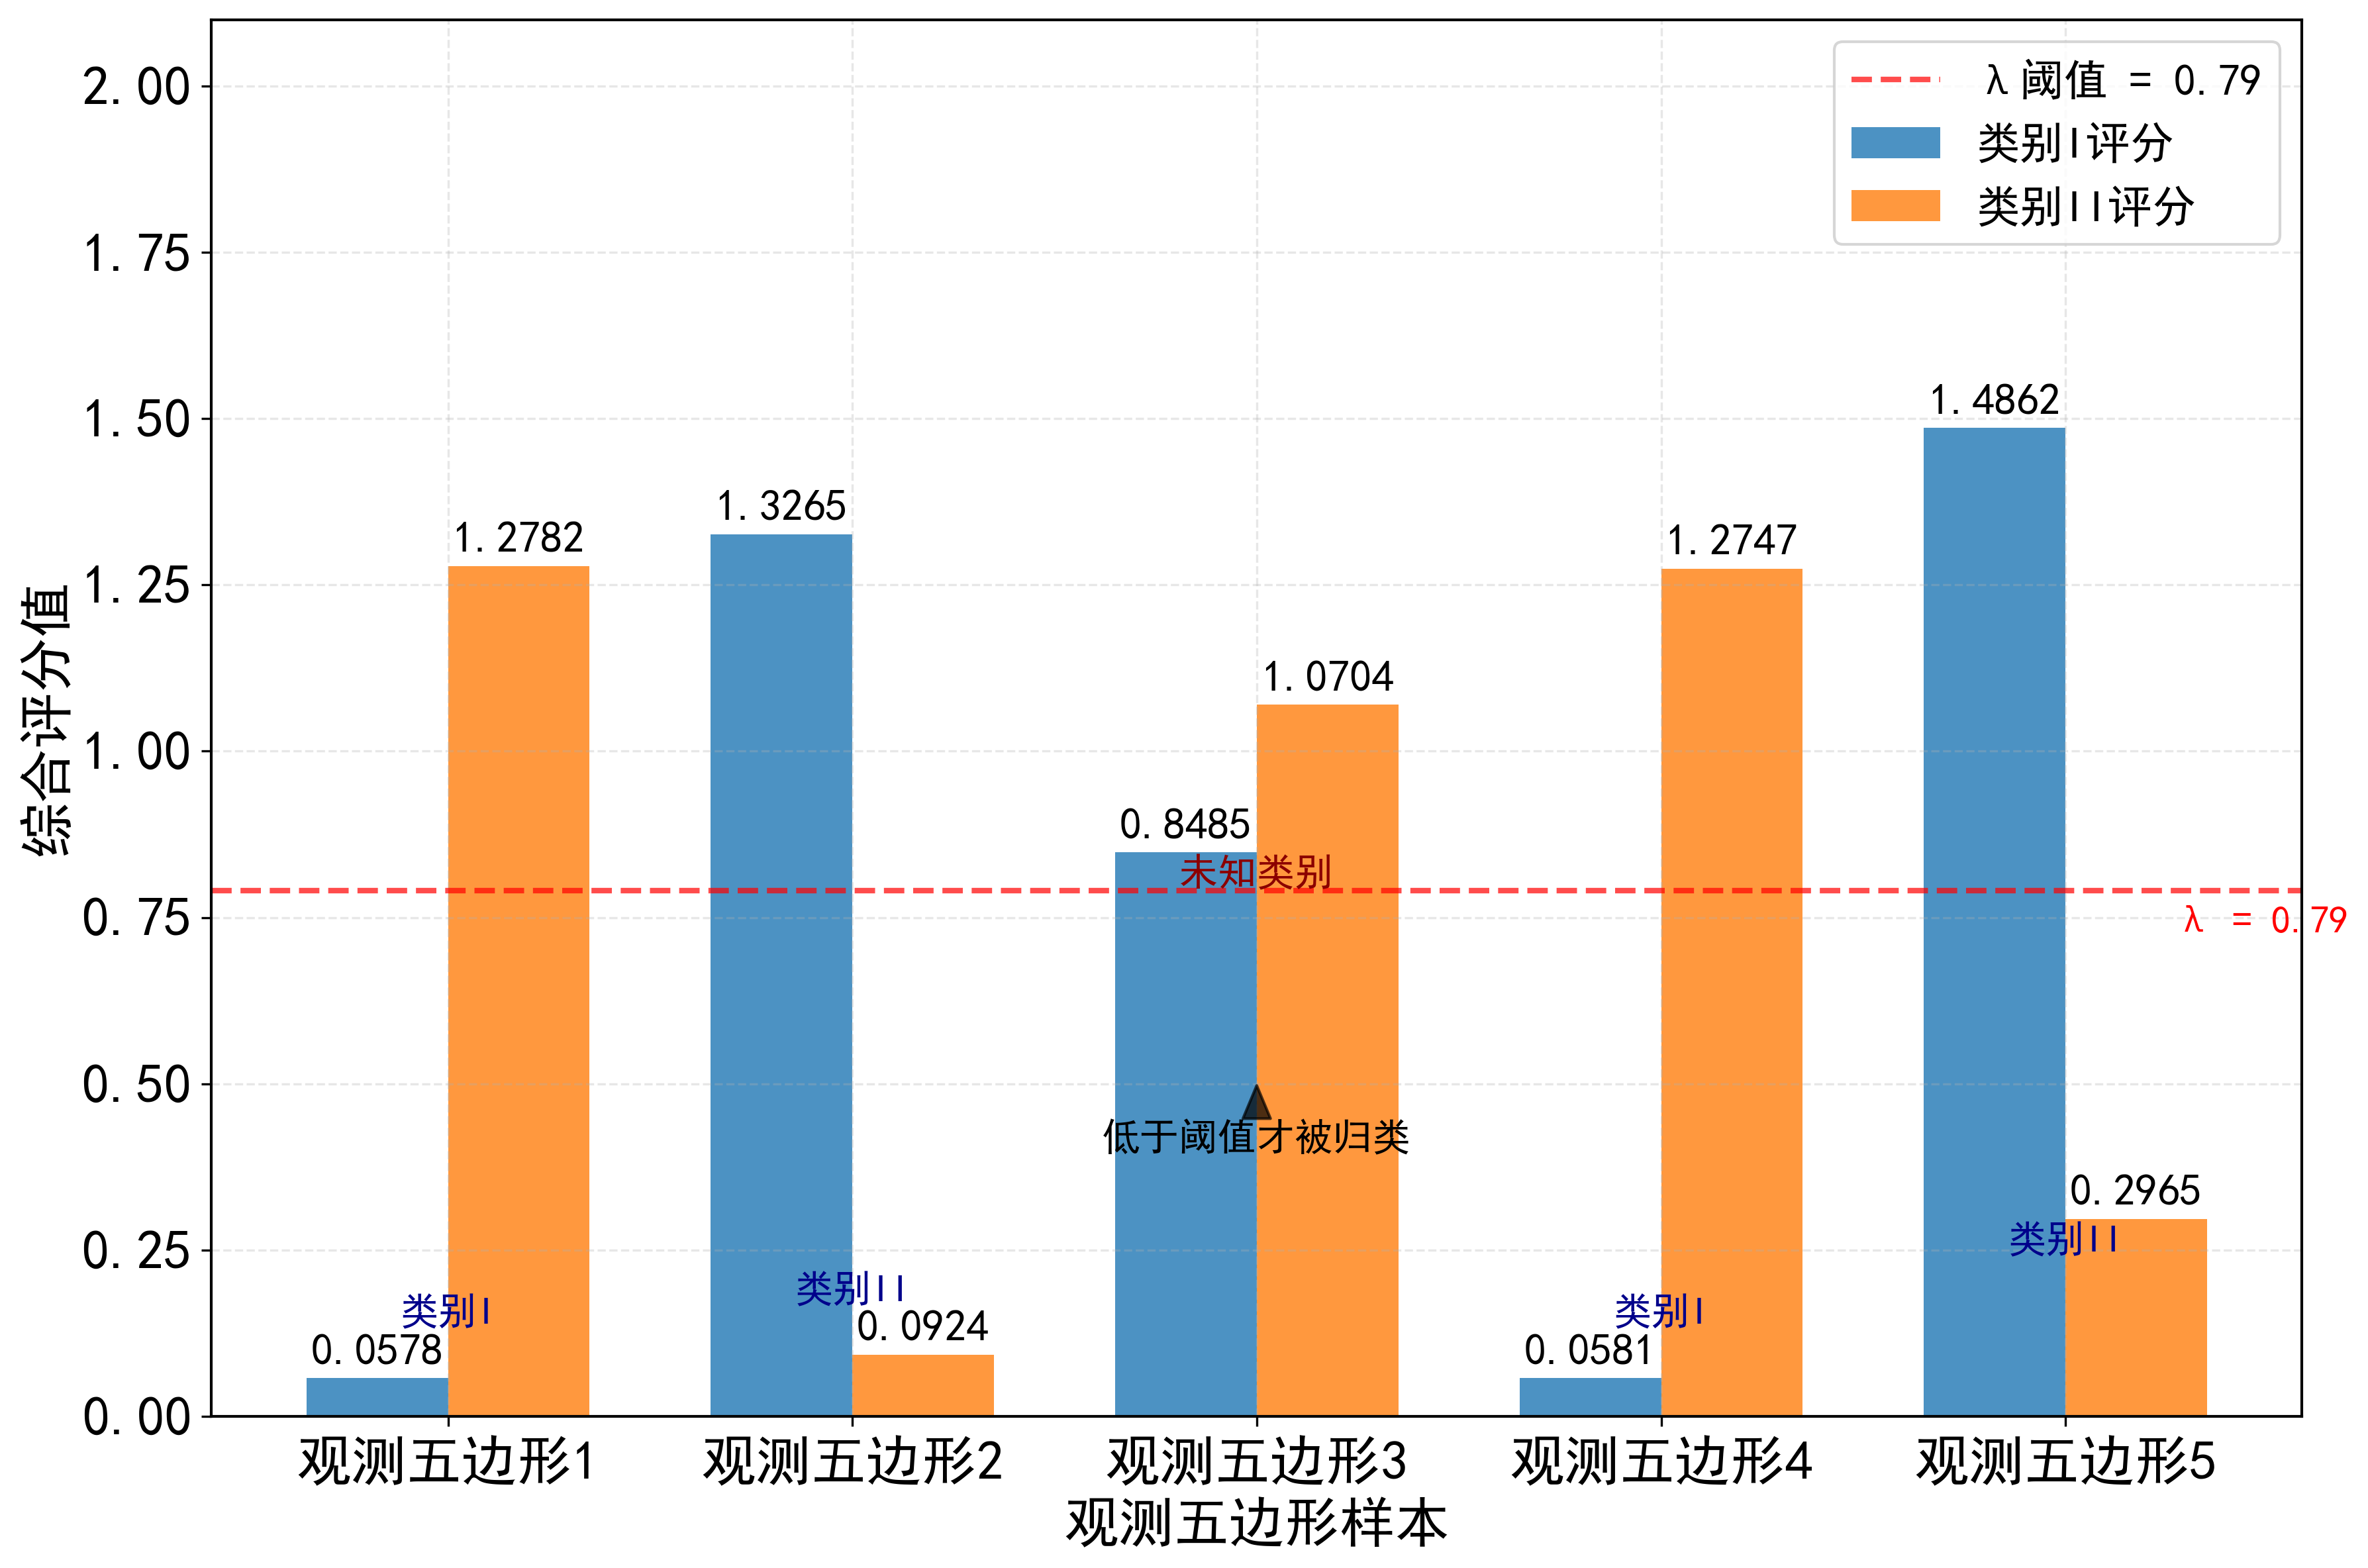 2.00
λ阈值 = 0.79
类别I评分
类别II评分
1.75
1.50
1.4862
1.3265
1.2782
1.2747
1.25
1.0704
综合评分值
1.00
0.8485
未知类别
0.75
λ = 0.79
0.50
低于阈值才被归类
0.2965
0.25
类别II
类别II
类别I
类别I
0.0924
0.0578
0.0581
0.00
观测五边形1 观测五边形2 观测五边形3 观测五边形4 观测五边形5
观测五边形样本